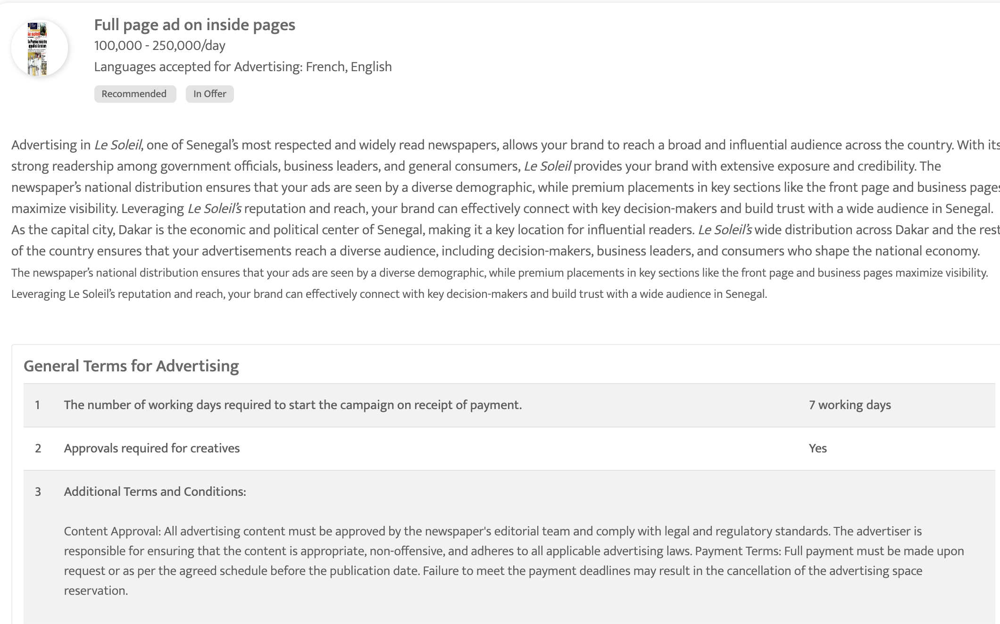 le soleil
le Premier ministre
appelle à la raison
Full page ad on inside pages
100,000 - 250,000/day
Languages accepted for Advertising: French, English
Recommended In Offer
Advertising in Le Soleil, one of Senegal’s most respected and widely read newspapers, allows your brand to reach a broad and influential audience across the country. With its
strong readership among government officials, business leaders, and general consumers, Le Soleil provides your brand with extensive exposure and credibility. The
newspaper’s national distribution ensures that your ads are seen by a diverse demographic, while premium placements in key sections like the front page and business pages
maximize visibility. Leveraging Le Soleil’s reputation and reach, your brand can effectively connect with key decision-makers and build trust with a wide audience in Senegal.
As the capital city, Dakar is the economic and political center of Senegal, making it a key location for influential readers. Le Soleil’s wide distribution across Dakar and the rest
of the country ensures that your advertisements reach a diverse audience, including decision-makers, business leaders, and consumers who shape the national economy.
The newspaper’s national distribution ensures that your ads are seen by a diverse demographic, while premium placements in key sections like the front page and business pages maximize visibility.
Leveraging Le Soleil’s reputation and reach, your brand can effectively connect with key decision-makers and build trust with a wide audience in Senegal.
General Terms for Advertising
1 The number of working days required to start the campaign on receipt of payment. 7 working days
2 Approvals required for creatives Yes
3 Additional Terms and Conditions:
Content Approval: All advertising content must be approved by the newspaper's editorial team and comply with legal and regulatory standards. The advertiser is
responsible for ensuring that the content is appropriate, non-offensive, and adheres to all applicable advertising laws. Payment Terms: Full payment must be made upon
request or as per the agreed schedule before the publication date. Failure to meet the payment deadlines may result in the cancellation of the advertising space
reservation.